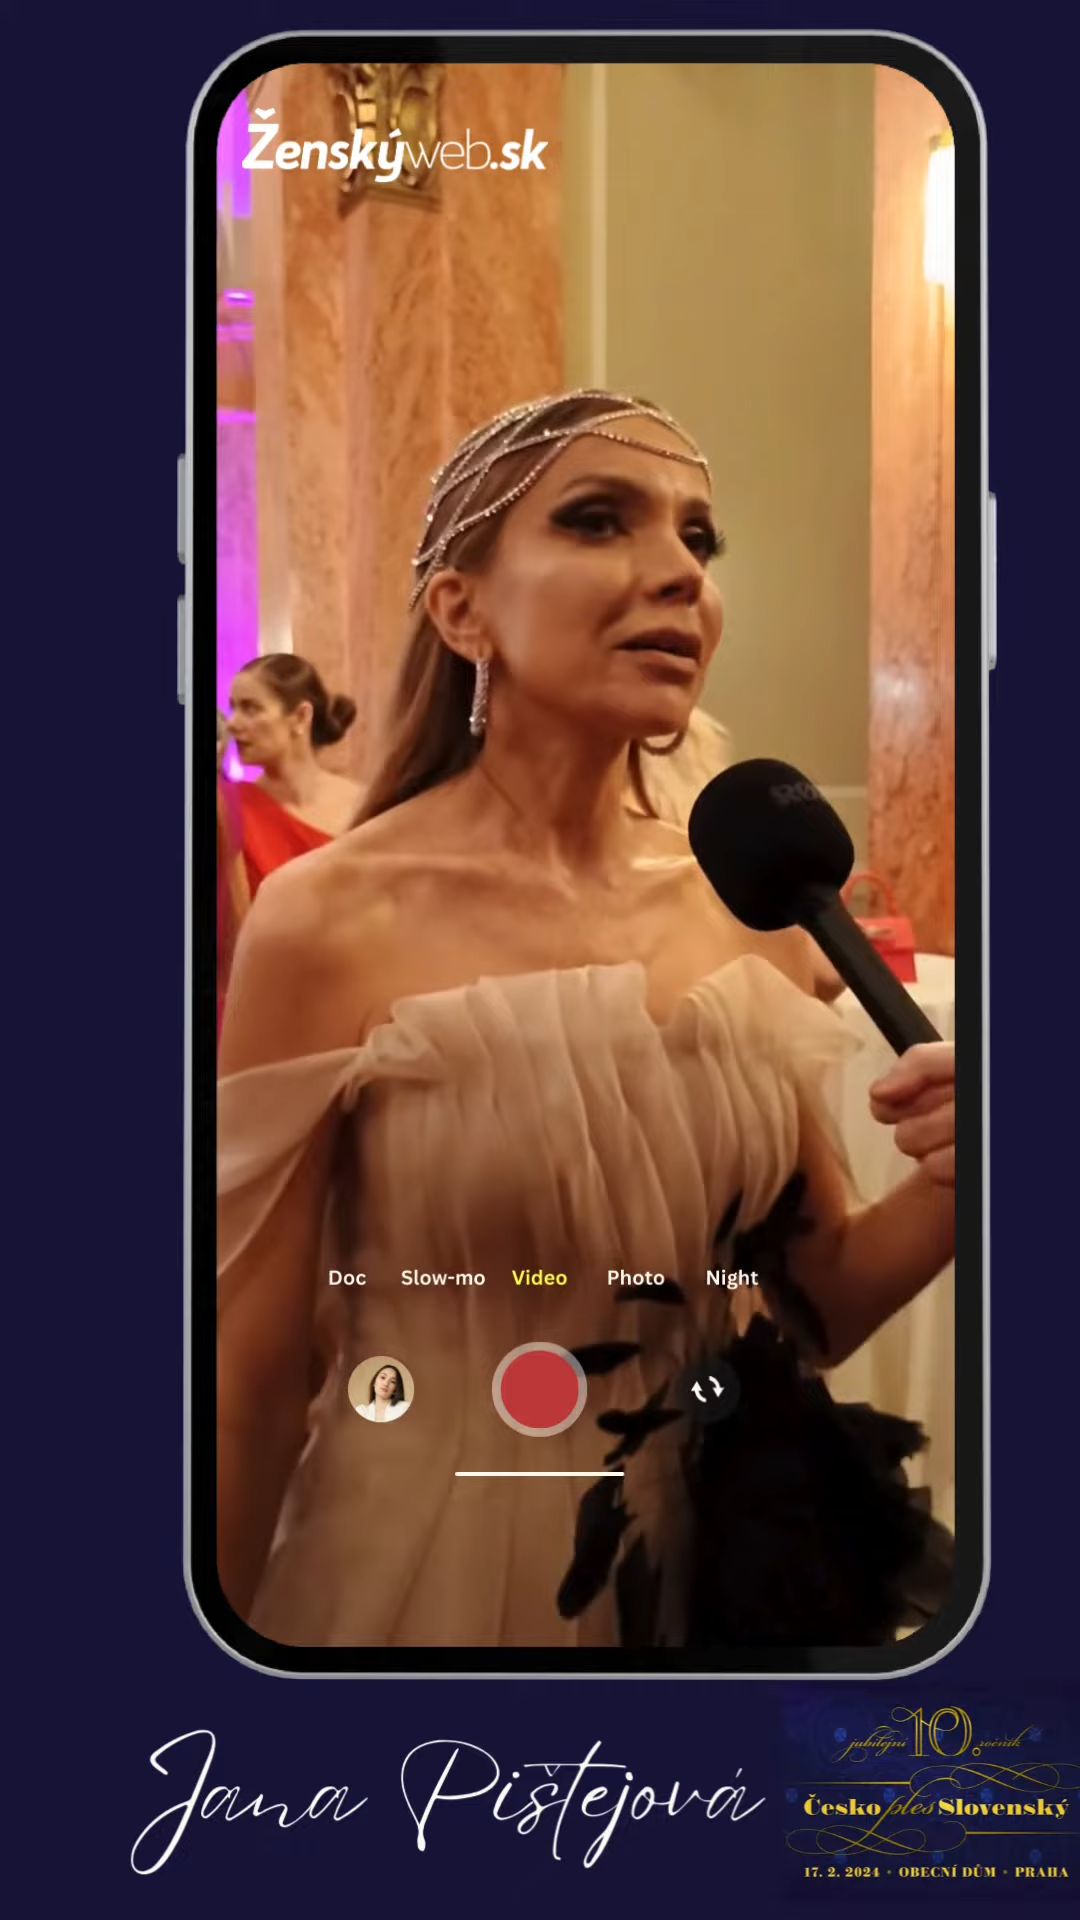 Ženskýweb.sk
Doc Slow-mo Video Photo Night
Jana Pištejová
jubilejní 10. ročník
Česko ples Slovenský
17. 2. 2024 • OBECNÍ DŮM • PRAHA